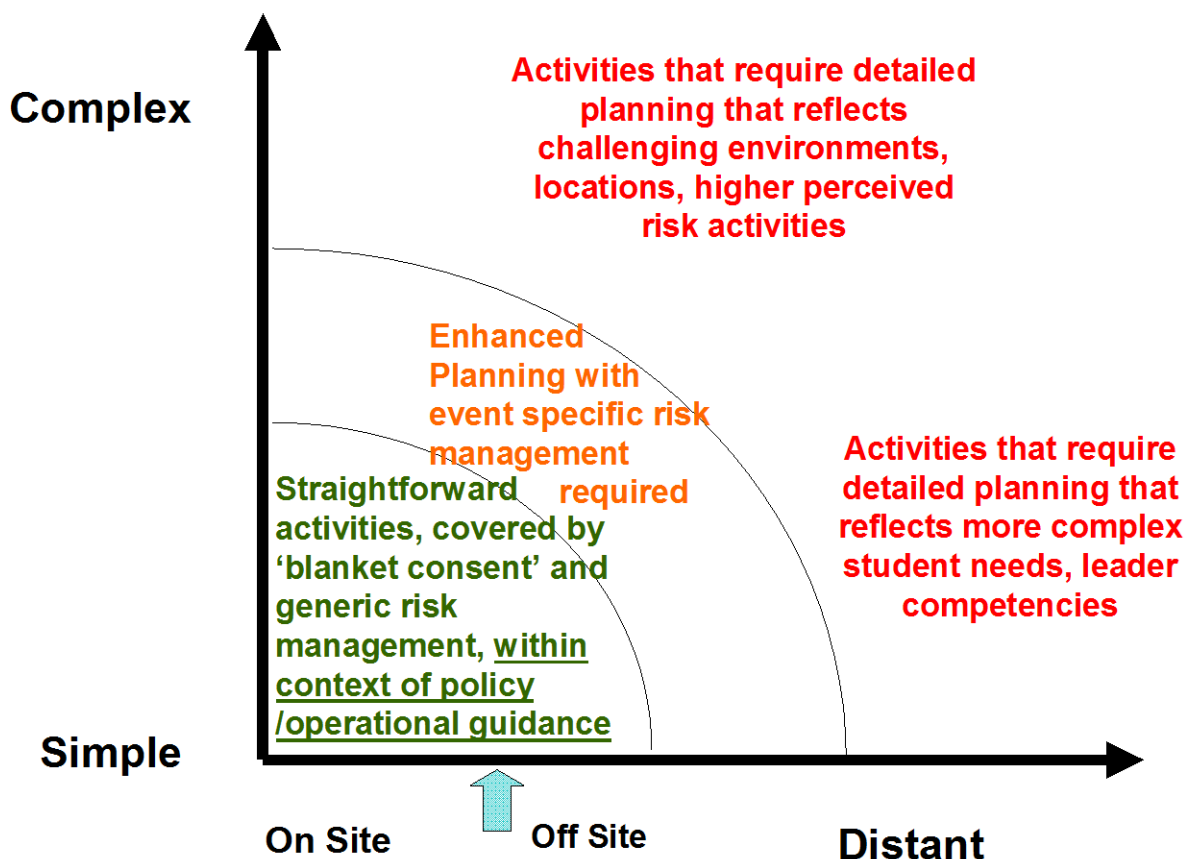 Complex
Activities that require detailed
planning that reflects
challenging environments,
locations, higher perceived
risk activities
Enhanced
Planning with
event specific risk
management
required
Activities that require
detailed planning that
reflects more complex
student needs, leader
competencies
Straightforward
activities, covered by
‘blanket consent’ and
generic risk
management, within
context of policy
/operational guidance
Simple
On Site
Off Site
Distant